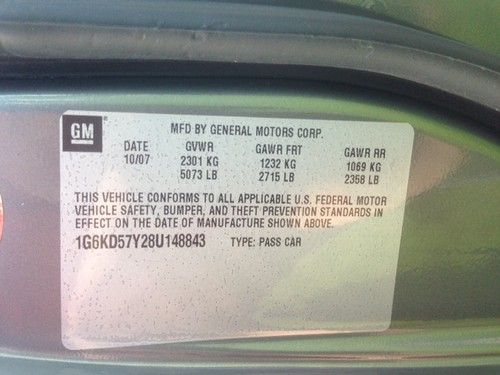 GM
MFD BY GENERAL MOTORS CORP.
DATE GVWR GAWR FRT GAWR RR
10/07 2301 KG 1232 KG 1069 KG
5073 LB 2715 LB 2358 LB
THIS VEHICLE CONFORMS TO ALL APPLICABLE U.S. FEDERAL MOTOR
VEHICLE SAFETY, BUMPER, AND THEFT PREVENTION STANDARDS IN
EFFECT ON THE DATE OF MANUFACTURE SHOWN ABOVE.
1G6KD57Y28U148843 TYPE: PASS CAR